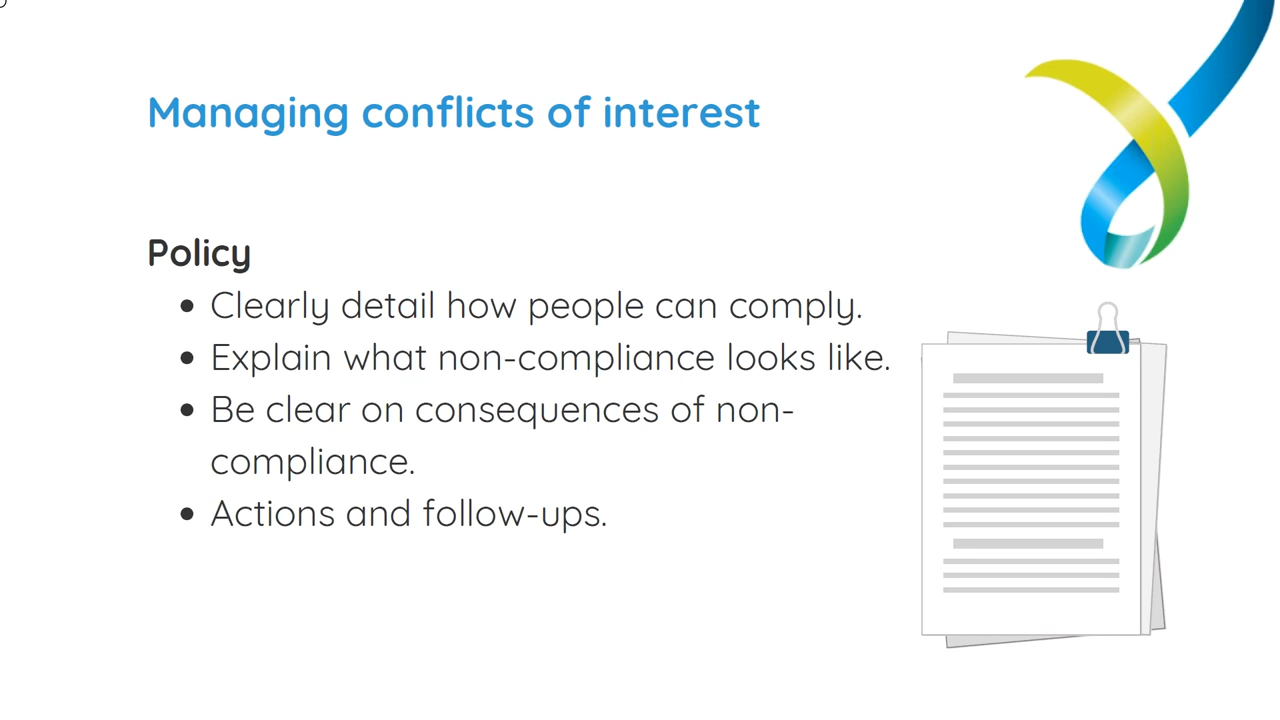 Managing conflicts of interest
Policy
• Clearly detail how people can comply.
• Explain what non-compliance looks like.
• Be clear on consequences of non-
compliance.
• Actions and follow-ups.